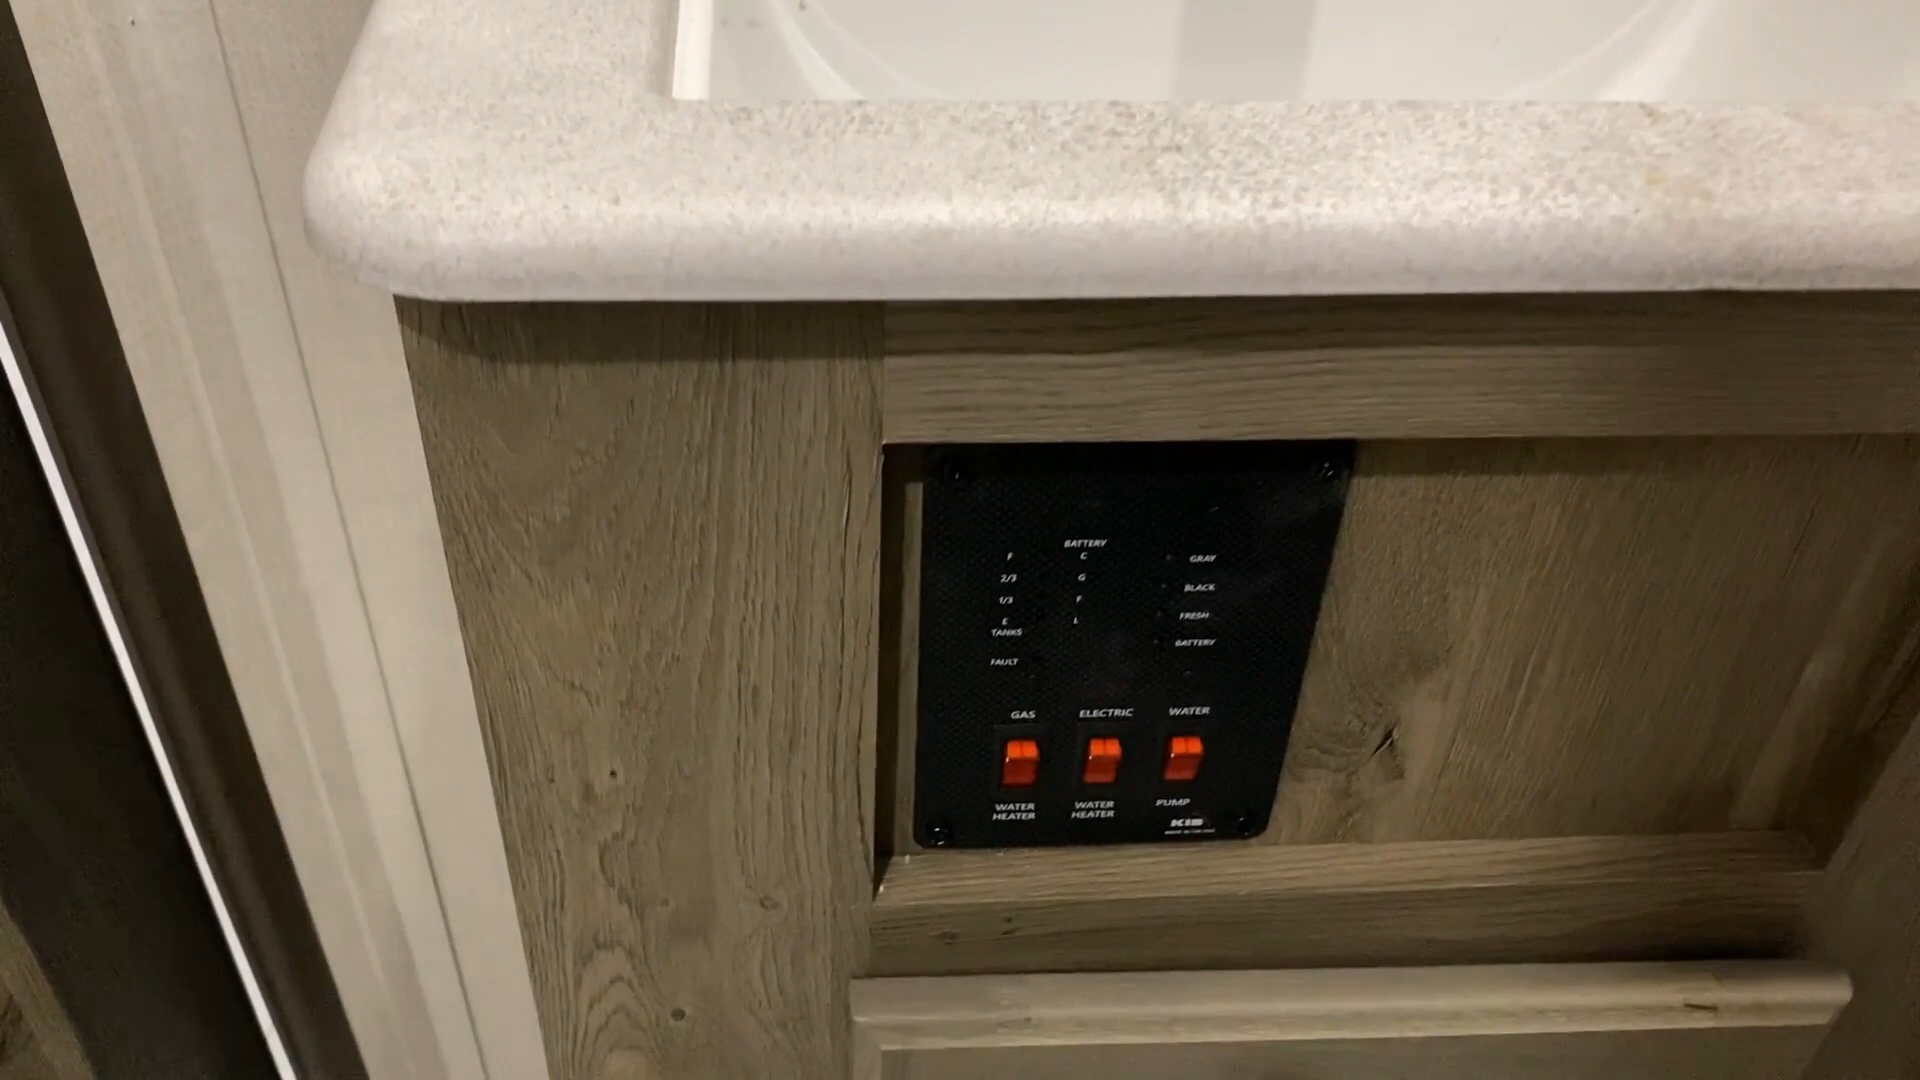 BATTERY
F C GRAY
2/3 G BLACK
1/3 F FRESH
E L BATTERY
TANKS
FAULT
GAS ELECTRIC WATER
WATER HEATER
WATER HEATER
PUMP
KIB